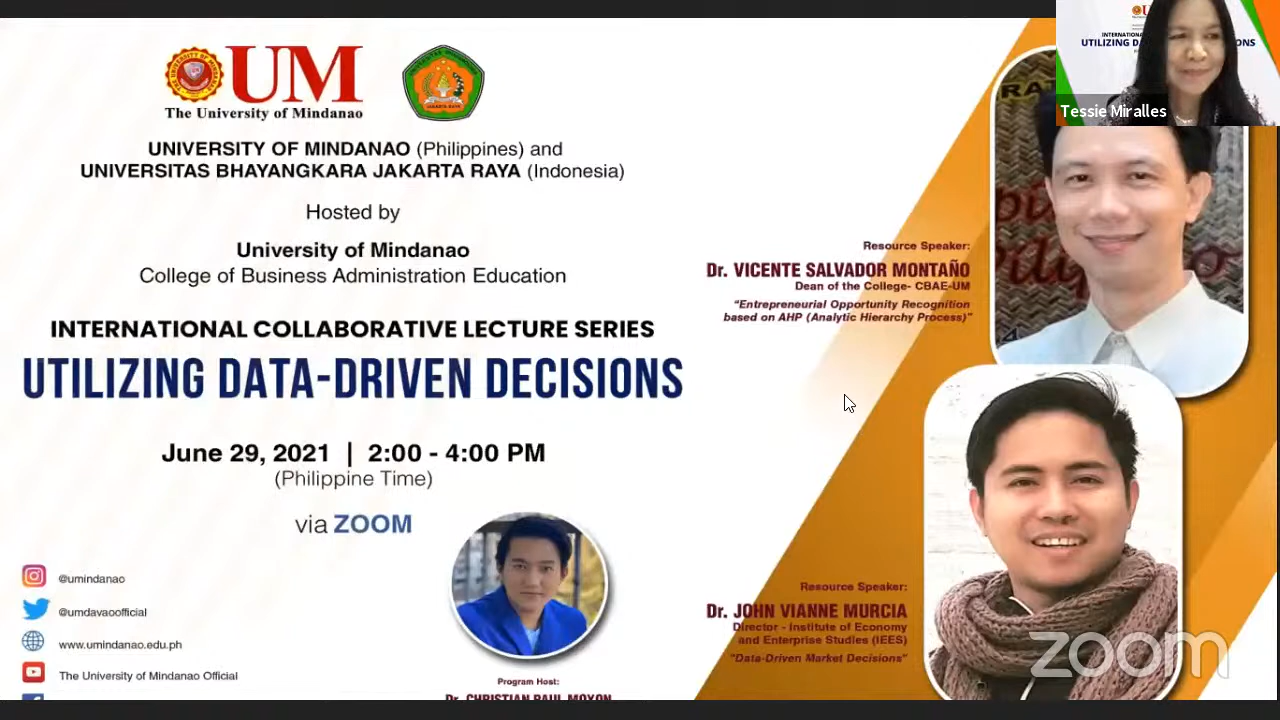 UM
The University of Mindanao
UNIVERSITY OF MINDANAO (Philippines) and
UNIVERSITAS BHAYANGKARA JAKARTA RAYA (Indonesia)
Hosted by
University of Mindanao
College of Business Administration Education
INTERNATIONAL COLLABORATIVE LECTURE SERIES
UTILIZING DATA-DRIVEN DECISIONS
June 29, 2021 | 2:00 - 4:00 PM
(Philippine Time)
via ZOOM
@umindanao
@umdavaoofficial
www.umindanao.edu.ph
The University of Mindanao Official
Program Host:
Dr. CHRISTIAN PAUL MOYON
Resource Speaker:
Dr. VICENTE SALVADOR MONTAÑO
Dean of the College- CBAE-UM
"Entrepreneurial Opportunity Recognition
based on AHP (Analytic Hierarchy Process)"
Resource Speaker:
Dr. JOHN VIANNE MURCIA
Director - Institute of Economy
and Enterprise Studies (IEES)
"Data-Driven Market Decisions"
Tessie Miralles
zoom